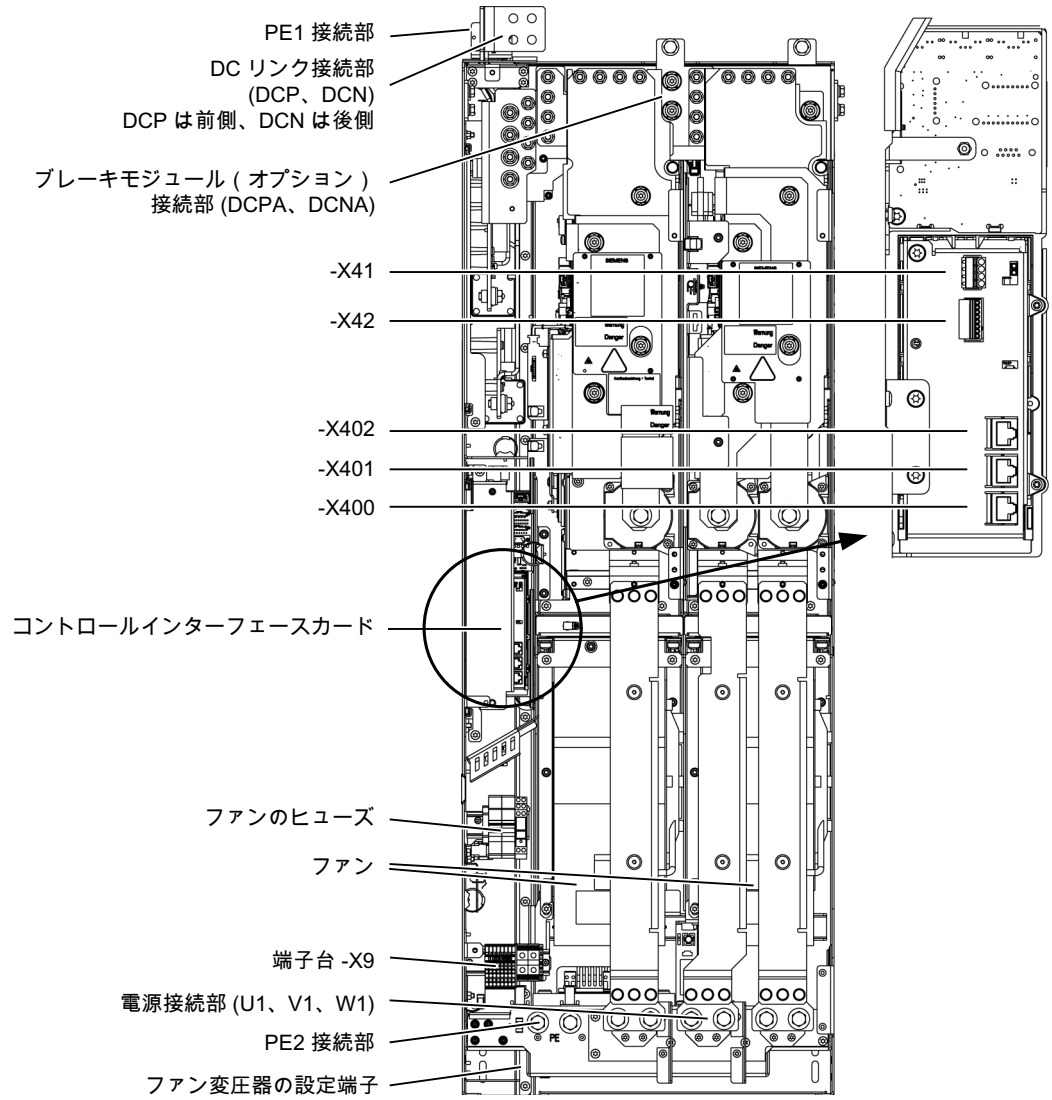 PE1 接続部
DC リンク接続部
(DCP、DCN)
DCP は前側、DCN は後側
ブレーキモジュール ( オプション )
接続部 (DCPA、DCNA)
-X41
-X42
-X402
-X401
-X400
コントロールインターフェースカード
ファンのヒューズ
ファン
端子台 -X9
電源接続部 (U1、V1、W1)
PE2 接続部
ファン変圧器の設定端子
SIEMENS
Warnung
Danger
Warnung
Danger
Warnung
Danger
PE